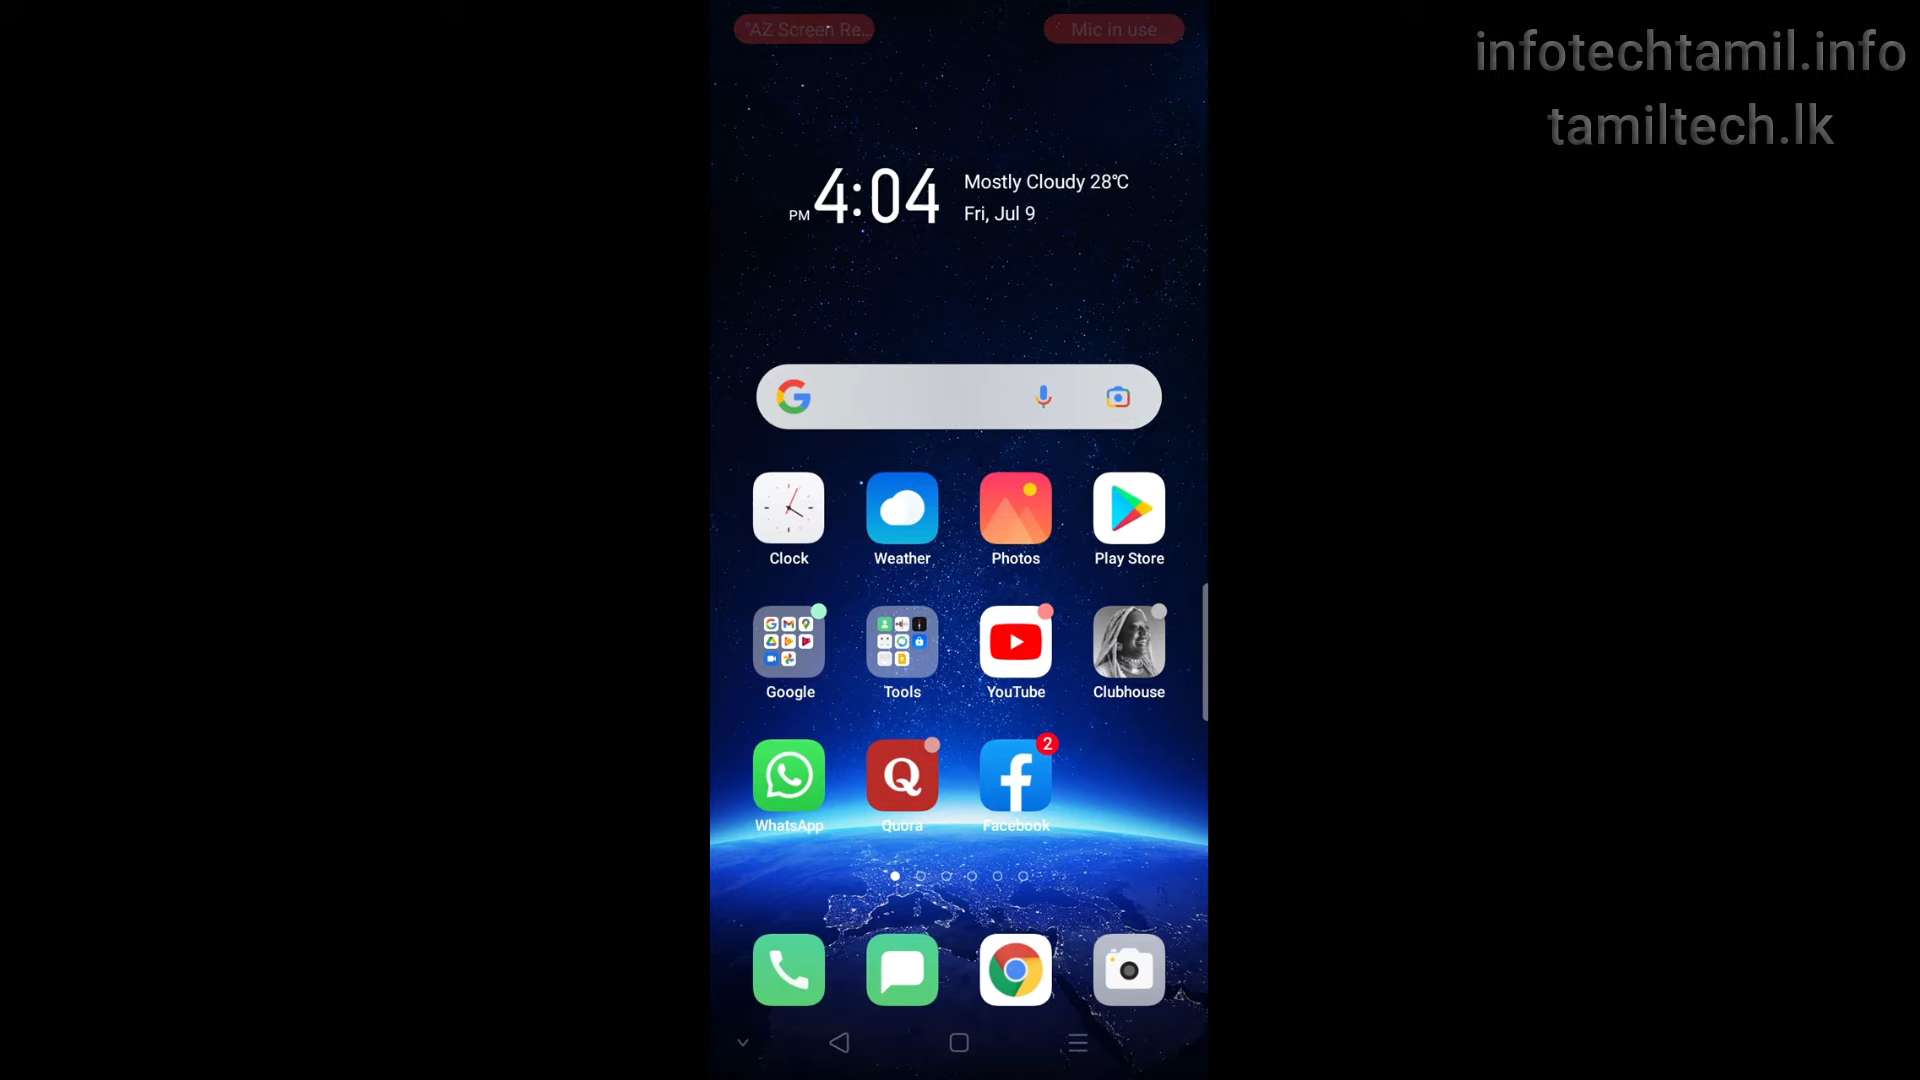 "AZ Screen Re...
Mic in use
infotechtamil.info
tamiltech.lk
PM 4:04
Mostly Cloudy 28°C
Fri, Jul 9
Clock
Weather
Photos
Play Store
Google
Tools
YouTube
Clubhouse
2
WhatsApp
Quora
Facebook